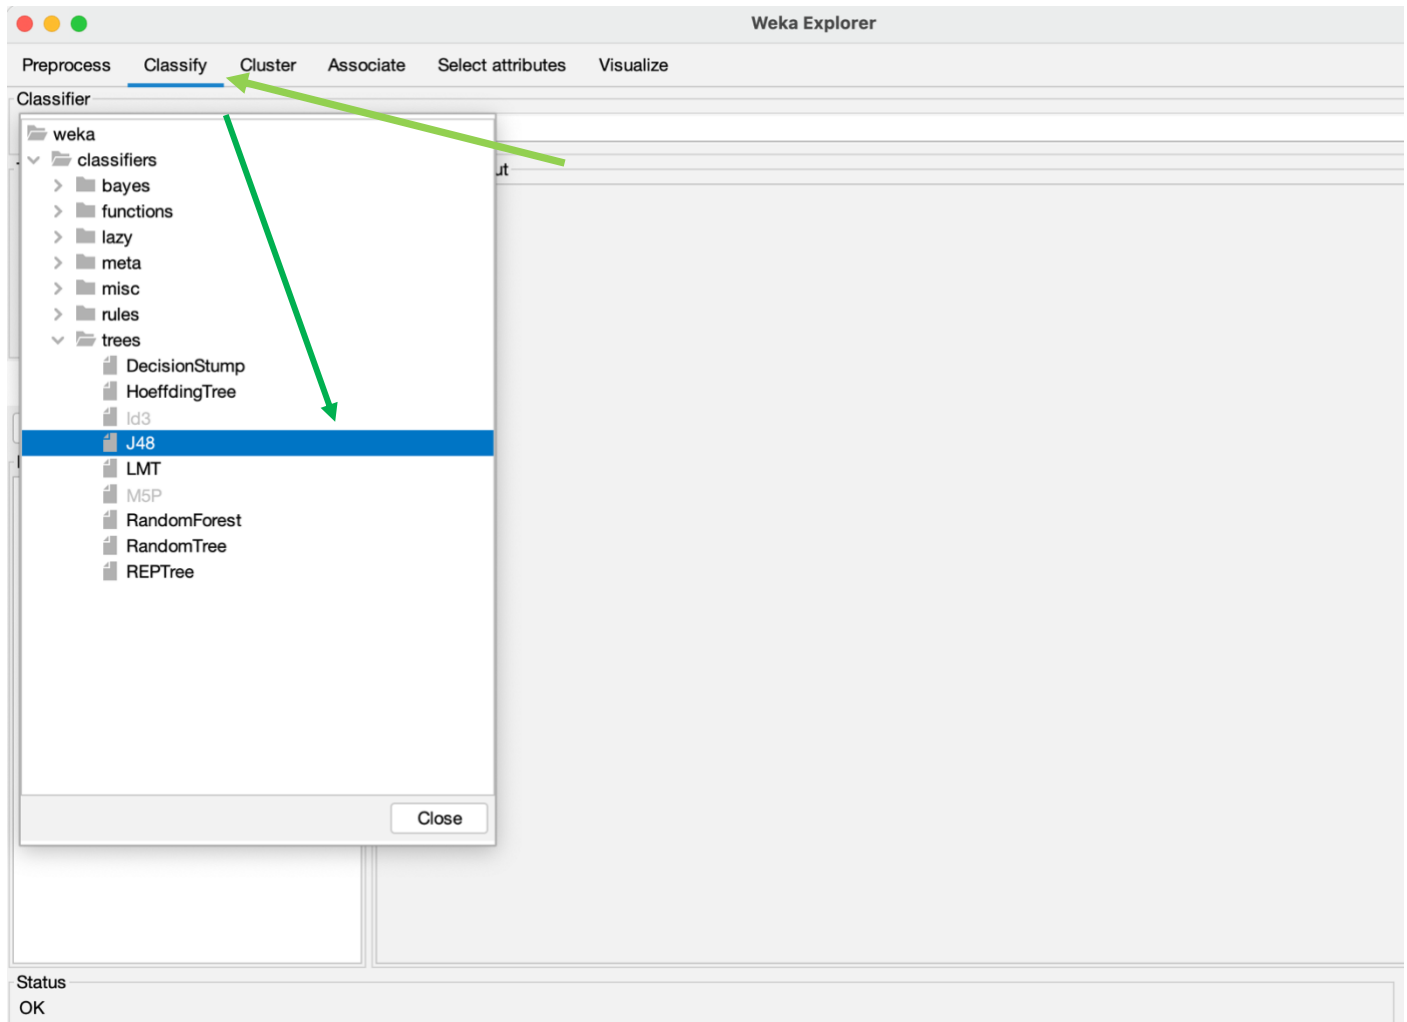 Weka Explorer
Preprocess Classify Cluster Associate Select attributes Visualize
Classifier
weka
classifiers
bayes
functions
lazy
meta
misc
rules
trees
DecisionStump
HoeffdingTree
Id3
J48
LMT
M5P
RandomForest
RandomTree
REPTree
Close
Status
OK